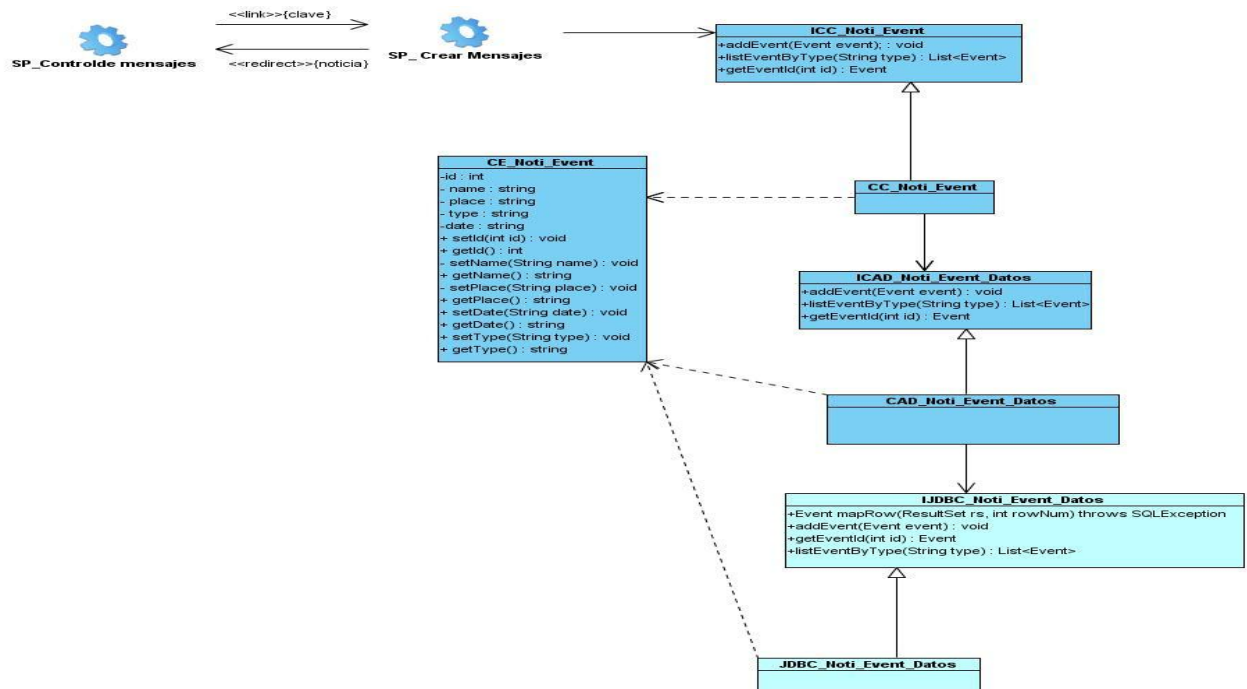 <<link>>{clave}
SP_Controlde mensajes
<<redirect>>{noticia}
SP_ Crear Mensajes
ICC_Noti_Event
+addEvent(Event event); : void
+listEventByType(String type) : List<Event>
+getEventId(int id) : Event
CE_Noti_Event
-id : int
- name : string
- place : string
- type : string
-date : string
+ setId(int id) : void
+ getId() : int
- setName(String name) : void
+ getName() : string
- setPlace(String place) : void
+ getPlace() : string
+ setDate(String date) : void
+ getDate() : string
+ setType(String type) : void
+ getType() : string
CC_Noti_Event
ICAD_Noti_Event_Datos
+addEvent(Event event) : void
+listEventByType(String type) : List<Event>
+getEventId(int id) : Event
CAD_Noti_Event_Datos
IJDBC_Noti_Event_Datos
+Event mapRow(ResultSet rs, int rowNum) throws SQLException
+addEvent(Event event) : void
+getEventId(int id) : Event
+listEventByType(String type) : List<Event>
JDBC_Noti_Event_Datos